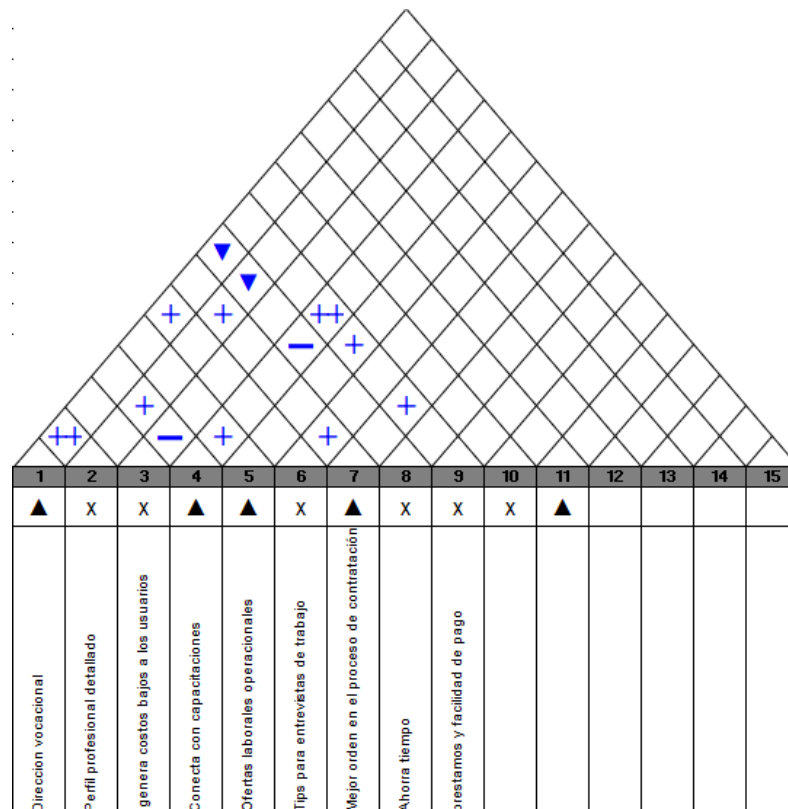 1 2 3 4 5 6 7 8 9 10 11 12 13 14 15
▲ x x ▲ ▲ x ▲ x x x ▲
Direccion vocacional
Perfil profesional detallado
genera costos bajos a los usuarios
Conecta con capacitaciones
Ofertas laborales operacionales
Tips para entrevistas de trabajo
Mejor orden en el proceso de contratación
Ahorra tiempo
prestamos y facilidad de pago